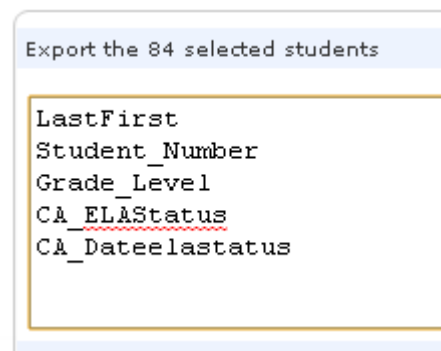 Export the 84 selected students
LastFirst
Student_Number
Grade_Level
CA_ELAStatus
CA_Dateelastatus